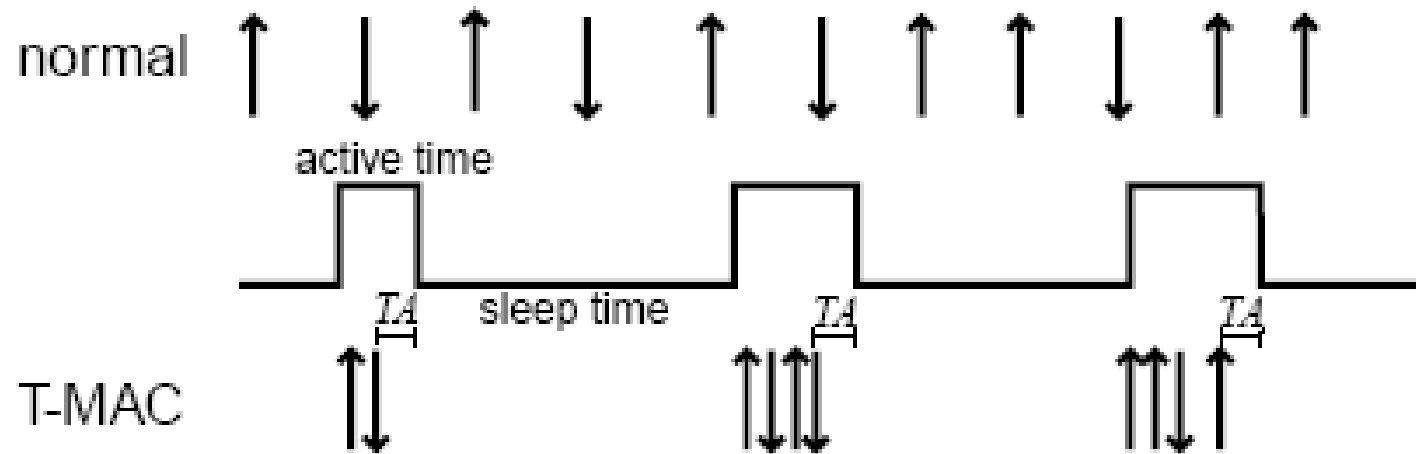 normal
active time
TA
sleep time
TA
TA
T-MAC